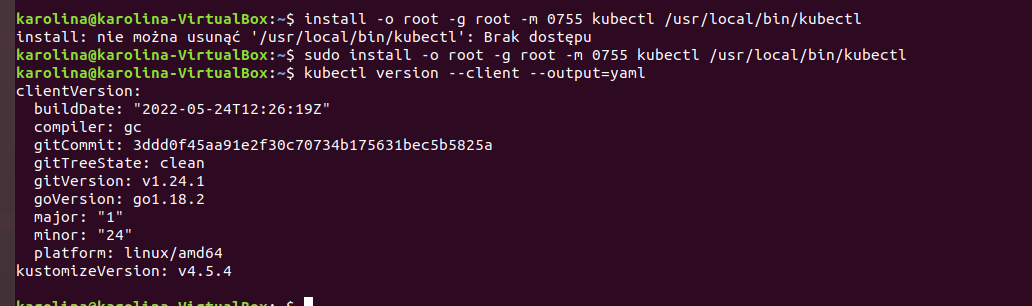 karolina@karolina-VirtualBox:~$ install -o root -g root -m 0755 kubectl /usr/local/bin/kubectl
install: nie można usunąć '/usr/local/bin/kubectl': Brak dostępu
karolina@karolina-VirtualBox:~$ sudo install -o root -g root -m 0755 kubectl /usr/local/bin/kubectl
karolina@karolina-VirtualBox:~$ kubectl version --client --output=yaml
clientVersion:
  buildDate: "2022-05-24T12:26:19Z"
  compiler: gc
  gitCommit: 3ddd0f45aa91e2f30c70734b175631bec5b5825a
  gitTreeState: clean
  gitVersion: v1.24.1
  goVersion: go1.18.2
  major: "1"
  minor: "24"
  platform: linux/amd64
kustomizeVersion: v4.5.4
karolina@karolina-VirtualBox:~$